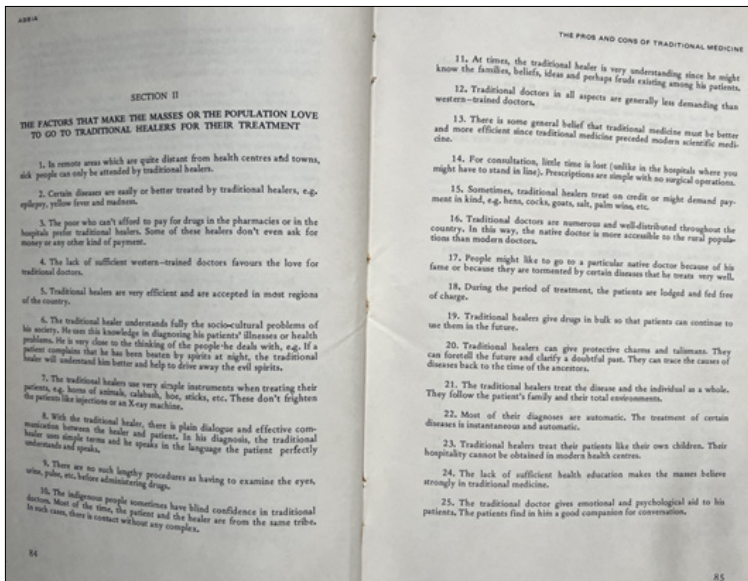 ABBIA
SECTION II
THE FACTORS THAT MAKE THE MASSES OR THE POPULATION LOVE
TO GO TO TRADITIONAL HEALERS FOR THEIR TREATMENT
1. In remote areas which are quite distant from health centres and towns,
sick people can only be attended by traditional healers.
2. Certain diseases are easily or better treated by traditional healers, e.g.
epilepsy, yellow fever and madness.
3. The poor who can't afford to pay for drugs in the pharmacies or in the
hospitals prefer traditional healers. Some of these healers don't even ask for
money or any other kind of payment.
4. The lack of sufficient western-trained doctors favours the love for
traditional doctors.
5. Traditional healers are very efficient and are accepted in most regions
of the country.
6. The traditional healer understands fully the socio-cultural problems of
his society. He uses this knowledge in diagnosing his patients' illnesses or health
problems. He is very close to the thinking of the people he deals with, e.g. If a
patient complains that he has been beaten by spirits at night, the traditional
healer will understand him better and help to drive away the evil spirits.
7. The traditional healers use very simple instruments when treating their
patients, e.g. horns of animals, calabash, hoe, sticks, etc. These don't frighten
the patients like injections or an X-ray machine.
8. With the traditional healer, there is plain dialogue and effective com-
munication between the healer and patient. In his diagnosis, the traditional
healer uses simple terms and he speaks in the language the patient perfectly
understands and speaks.
9. There are no such lengthy procedures as having to examine the eyes,
urine, pulse, etc. before administering drugs.
10. The indigenous people sometimes have blind confidence in traditional
doctors. Most of the time, the patient and the healer are from the same tribe.
In such cases, there is contact without any complex.
84
THE PROS AND CONS OF TRADITIONAL MEDICINE
11. At times, the traditional healer is very understanding since he might
know the families, beliefs, ideas and perhaps feuds existing among his patients.
12. Traditional doctors in all aspects are generally less demanding than
western-trained doctors.
13. There is some general belief that traditional medicine must be better
and more efficient since traditional medicine preceded modern scientific medi-
cine.
14. For consultation, little time is lost (unlike in the hospitals where you
might have to stand in line). Prescriptions are simple with no surgical operations.
15. Sometimes, traditional healers treat on credit or might demand pay-
ment in kind, e.g, hens, cocks, goats, salt, palm wine, etc.
16. Traditional doctors are numerous and well-distributed throughout the
country. In this way, the native doctor is more accessible to the rural popula-
tions than modern doctors.
17. People might like to go to a particular native doctor because of his
fame or because they are tormented by certain diseases that he treats very well.
18. During the period of treatment, the patients are lodged and fed free
of charge.
19. Traditional healers give drugs in bulk so that patients can continue to
use them in the future.
20. Traditional healers can give protective charms and talismans. They
can foretell the future and clarify a doubtful past. They can trace the causes of
diseases back to the time of the ancestors.
21. The traditional healers treat the disease and the individual as a whole.
They follow the patient's family and their total environments.
22. Most of their diagnoses are automatic. The treatment of certain
diseases is instantaneous and automatic.
23. Traditional healers treat their patients like their own children. Their
hospitality cannot be obtained in modern health centres.
24. The lack of sufficient health education makes the masses believe
strongly in traditional medicine.
25. The traditional doctor gives emotional and psychological aid to his
patients. The patients find in him a good companion for conversation.
85